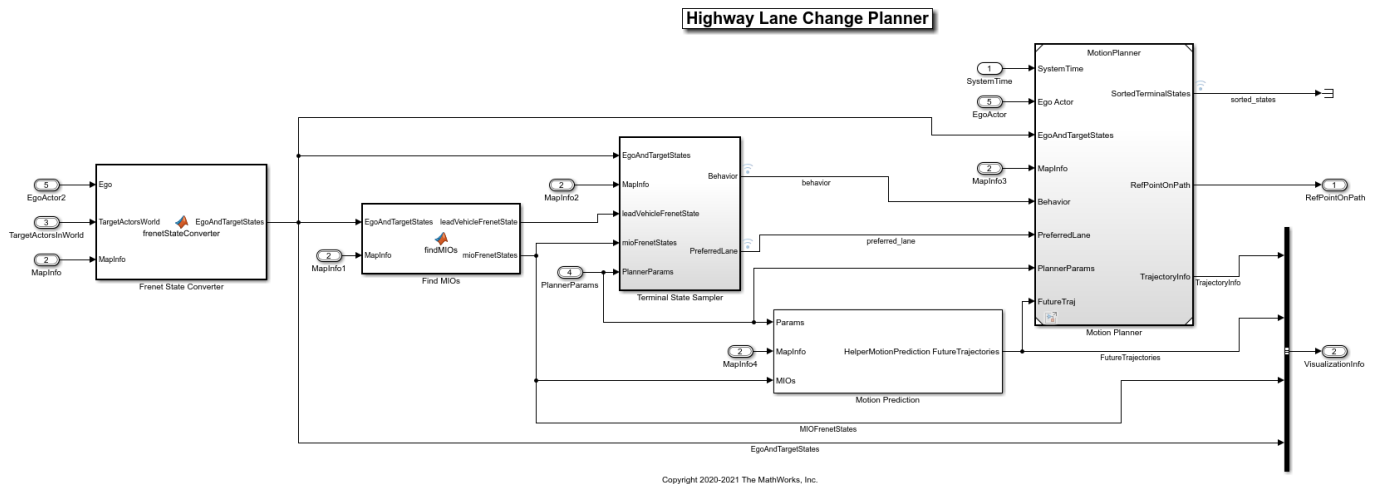 Highway Lane Change Planner
5
EgoActor2
3
TargetActorsInWorld
2
MapInfo
Ego
TargetActorsWorld
MapInfo
frenetStateConverter
EgoAndTargetStates
Frenet State Converter
2
MapInfo1
EgoAndTargetStates
MapInfo
findMIOs
leadVehicleFrenetState
mioFrenetStates
Find MIOs
2
MapInfo2
4
PlannerParams
EgoAndTargetStates
MapInfo
leadVehicleFrenetState
mioFrenetStates
PlannerParams
Behavior
PreferredLane
Terminal State Sampler
behavior
preferred_lane
2
MapInfo4
Params
MapInfo
MIOs
HelperMotionPrediction
FutureTrajectories
Motion Prediction
1
SystemTime
5
EgoActor
2
MapInfo3
MotionPlanner
SystemTime
Ego Actor
EgoAndTargetStates
MapInfo
Behavior
PreferredLane
PlannerParams
FutureTraj
SortedTerminalStates
RefPointOnPath
TrajectoryInfo
Motion Planner
sorted_states
1
RefPointOnPath
TrajectoryInfo
FutureTrajectories
2
VisualizationInfo
MIOFrenetStates
EgoAndTargetStates
Copyright 2020-2021 The MathWorks, Inc.